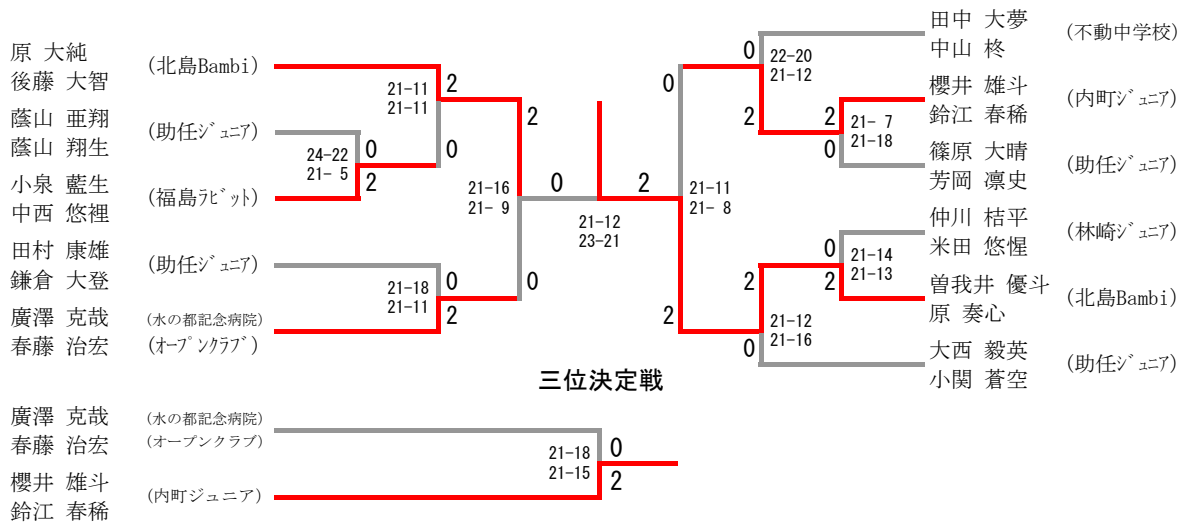 原 大純
後藤 大智
(北島Bambi)
蔭山 亜翔
蔭山 翔生
(助任ジュニア)
小泉 藍生
中西 悠裡
(福島ラビット)
田村 康雄
鎌倉 大登
(助任ジュニア)
廣澤 克哉
春藤 治宏
(水の都記念病院)
(オープンクラブ)
21-11
21-11
2
0
24-22
21- 5
0
2
21-18
21-11
0
2
21-16
21- 9
2
0
0
2
21-12
23-21
21-11
21- 8
0
2
22-20
21-12
0
2
21- 7
21-18
2
0
21-14
21-13
0
2
21-12
21-16
2
0
田中 大夢
中山 柊
(不動中学校)
櫻井 雄斗
鈴江 春稀
(内町ジュニア)
篠原 大晴
芳岡 凛史
(助任ジュニア)
仲川 桔平
米田 悠惺
(林崎ジュニア)
曽我井 優斗
原 奏心
(北島Bambi)
大西 毅英
小関 蒼空
(助任ジュニア)
三位決定戦
廣澤 克哉
春藤 治宏
(水の都記念病院)
(オープンクラブ)
櫻井 雄斗
鈴江 春稀
(内町ジュニア)
21-18
21-15
0
2